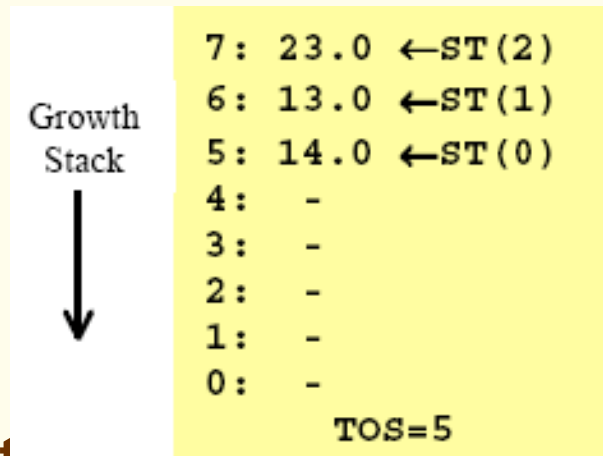 Growth
Stack
7: 23.0 ←ST(2)
6: 13.0 ←ST(1)
5: 14.0 ←ST(0)
4: -
3: -
2: -
1: -
0: -
TOS=5